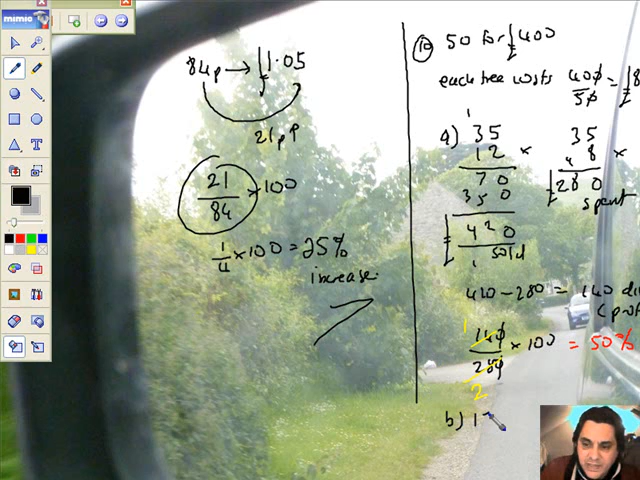 mimio
84p → £1.05
21p P
21/84 × 100
1/4 × 100 = 25%
increase
10 50 for £400
each tree costs 400/50 = £8
a) 35
12 ×
70
350
£420
sold
35
8 ×
£280
spent
420 - 280 = 140
140/280 × 100 = 50%
1
2
b) 1